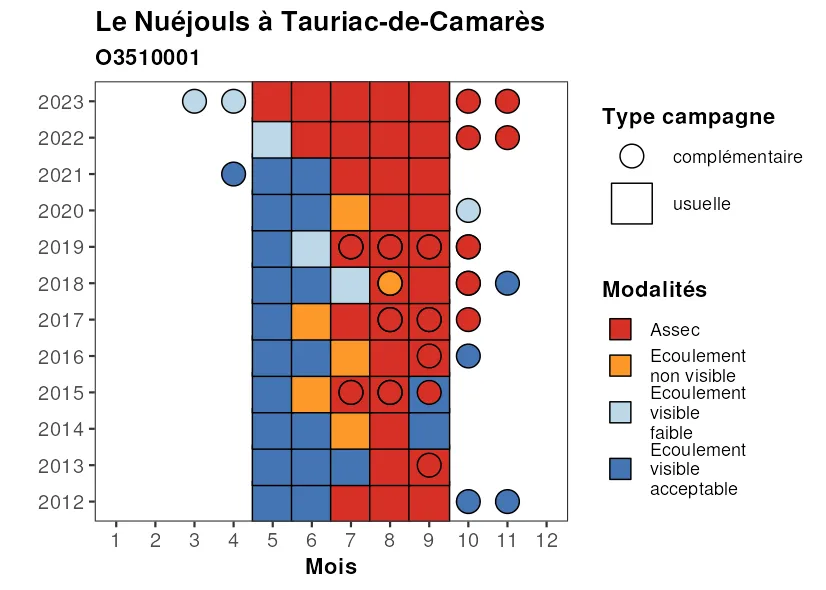 Le Nuéjouls à Tauriac-de-Camarès
O3510001
2023
2022
2021
2020
2019
2018
2017
2016
2015
2014
2013
2012
1 2 3 4 5 6 7 8 9 10 11 12
Mois
Type campagne
complémentaire
usuelle
Modalités
Assec
Ecoulement
non visible
Ecoulement
visible
faible
Ecoulement
visible
acceptable